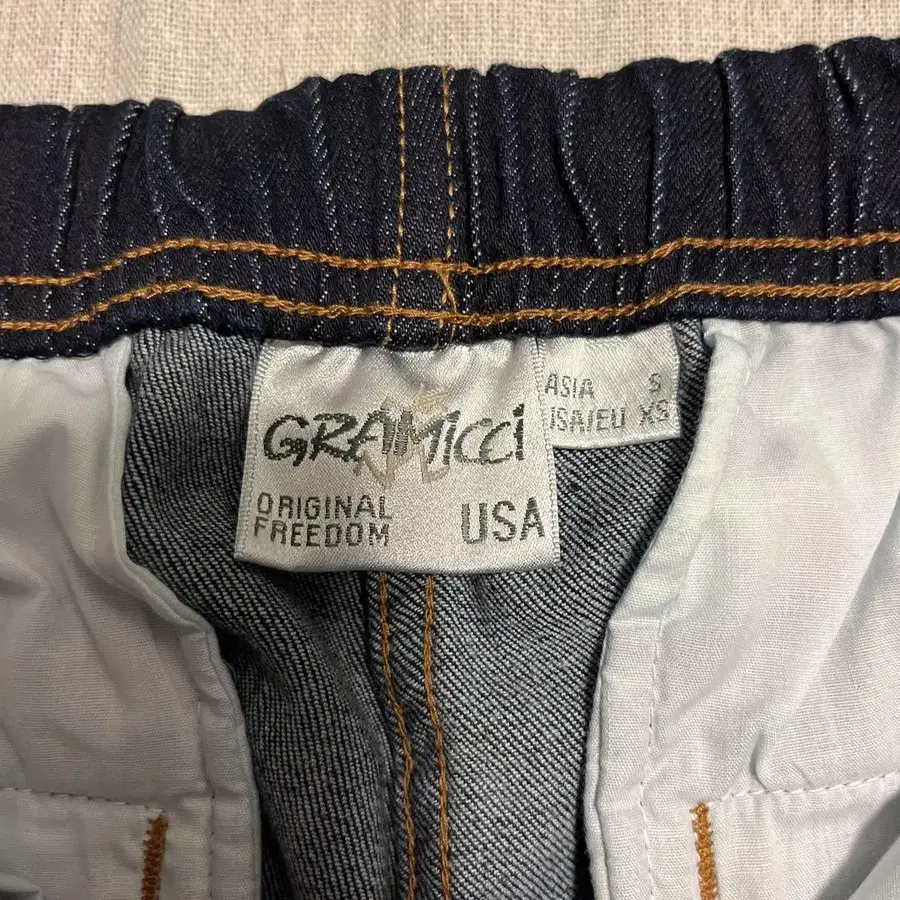 GRAMICCi
ORIGINAL
FREEDOM
USA
ASIA S
USA/EU XS